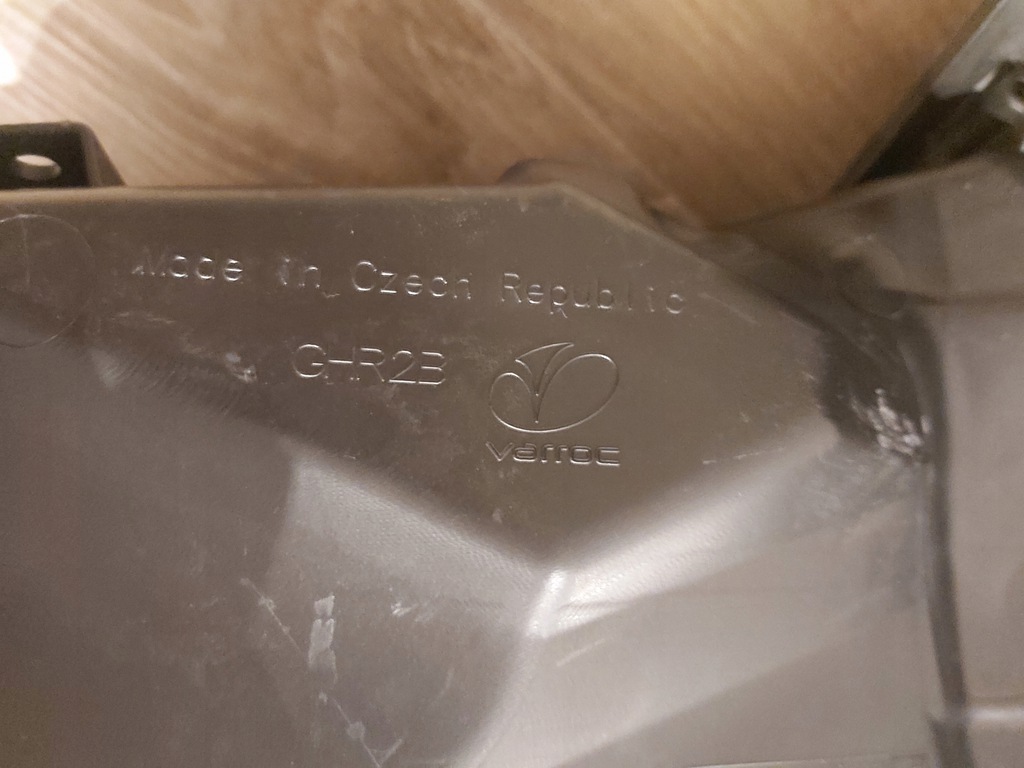 Made in Czech Republic
GHR2B
varroc